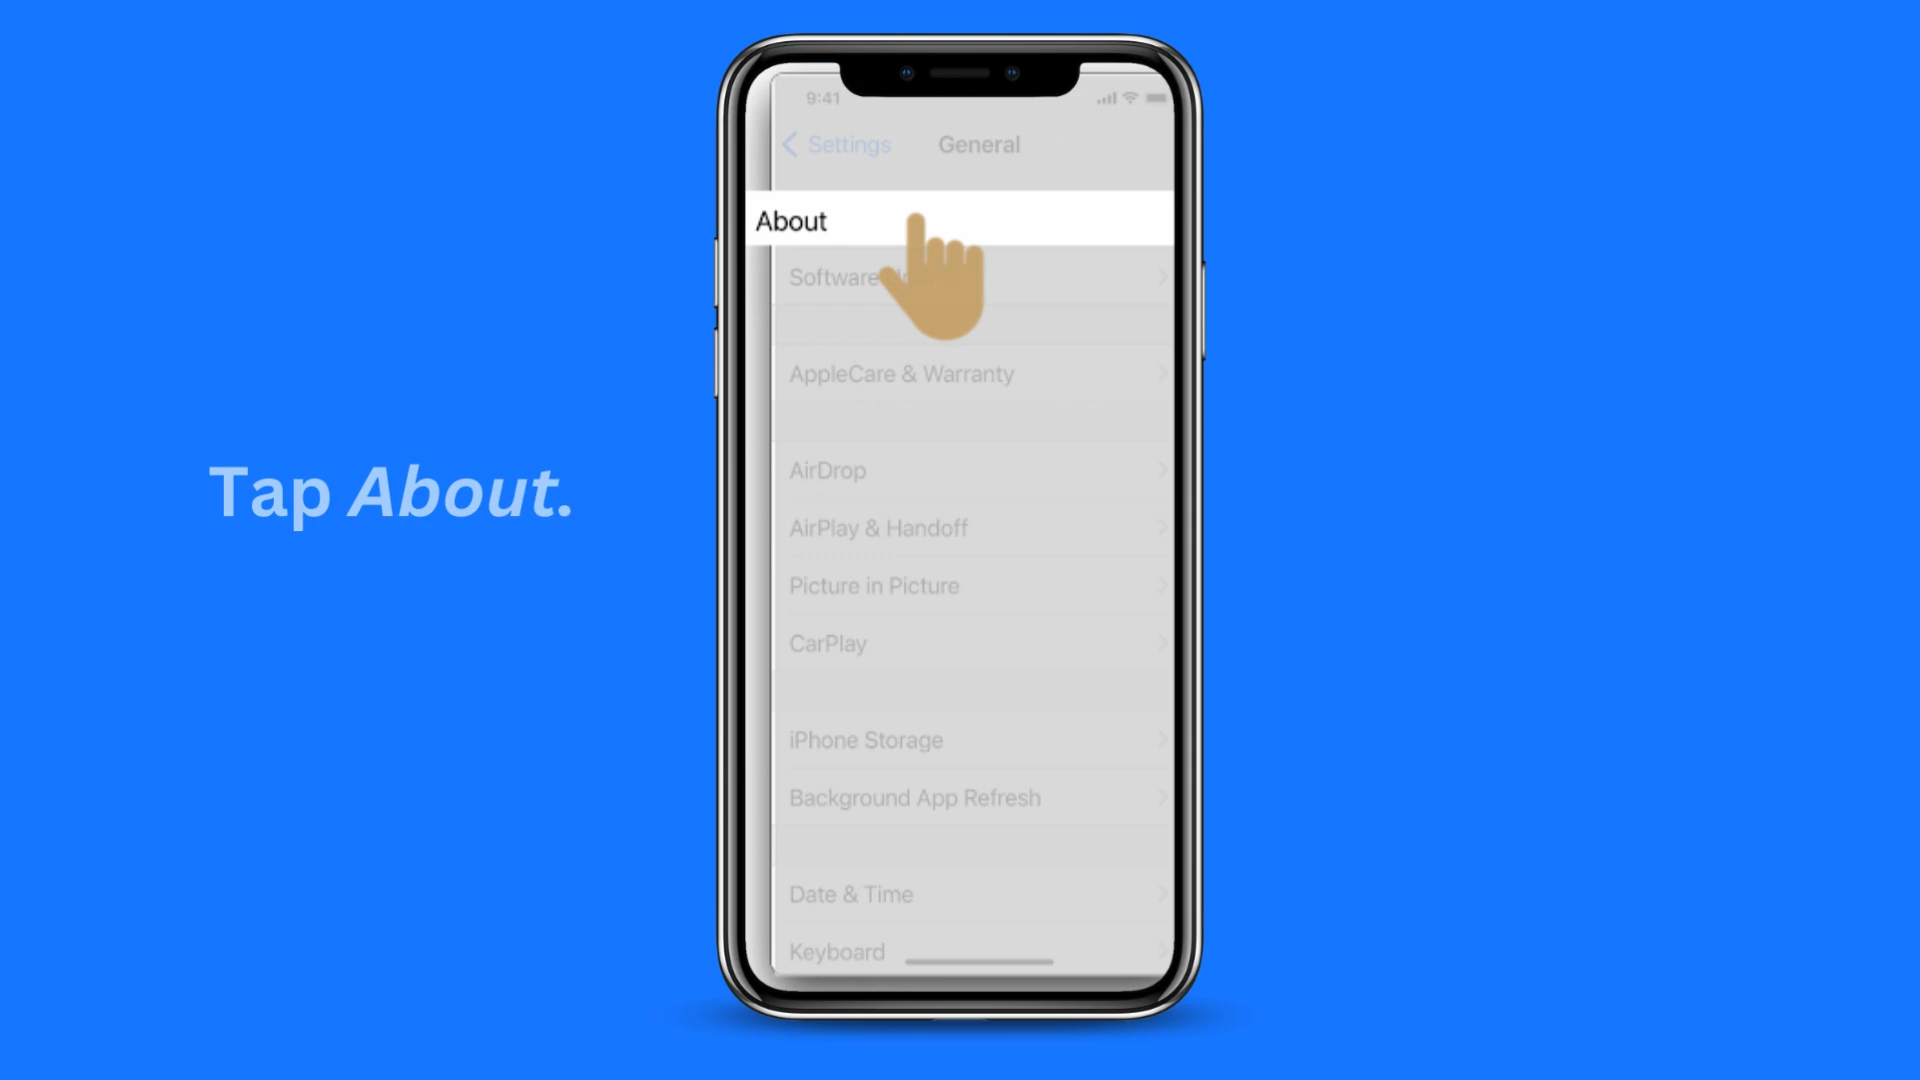 9:41
Settings General
About
Software
AppleCare & Warranty
Tap About.
AirDrop
AirPlay & Handoff
Picture in Picture
CarPlay
iPhone Storage
Background App Refresh
Date & Time
Keyboard